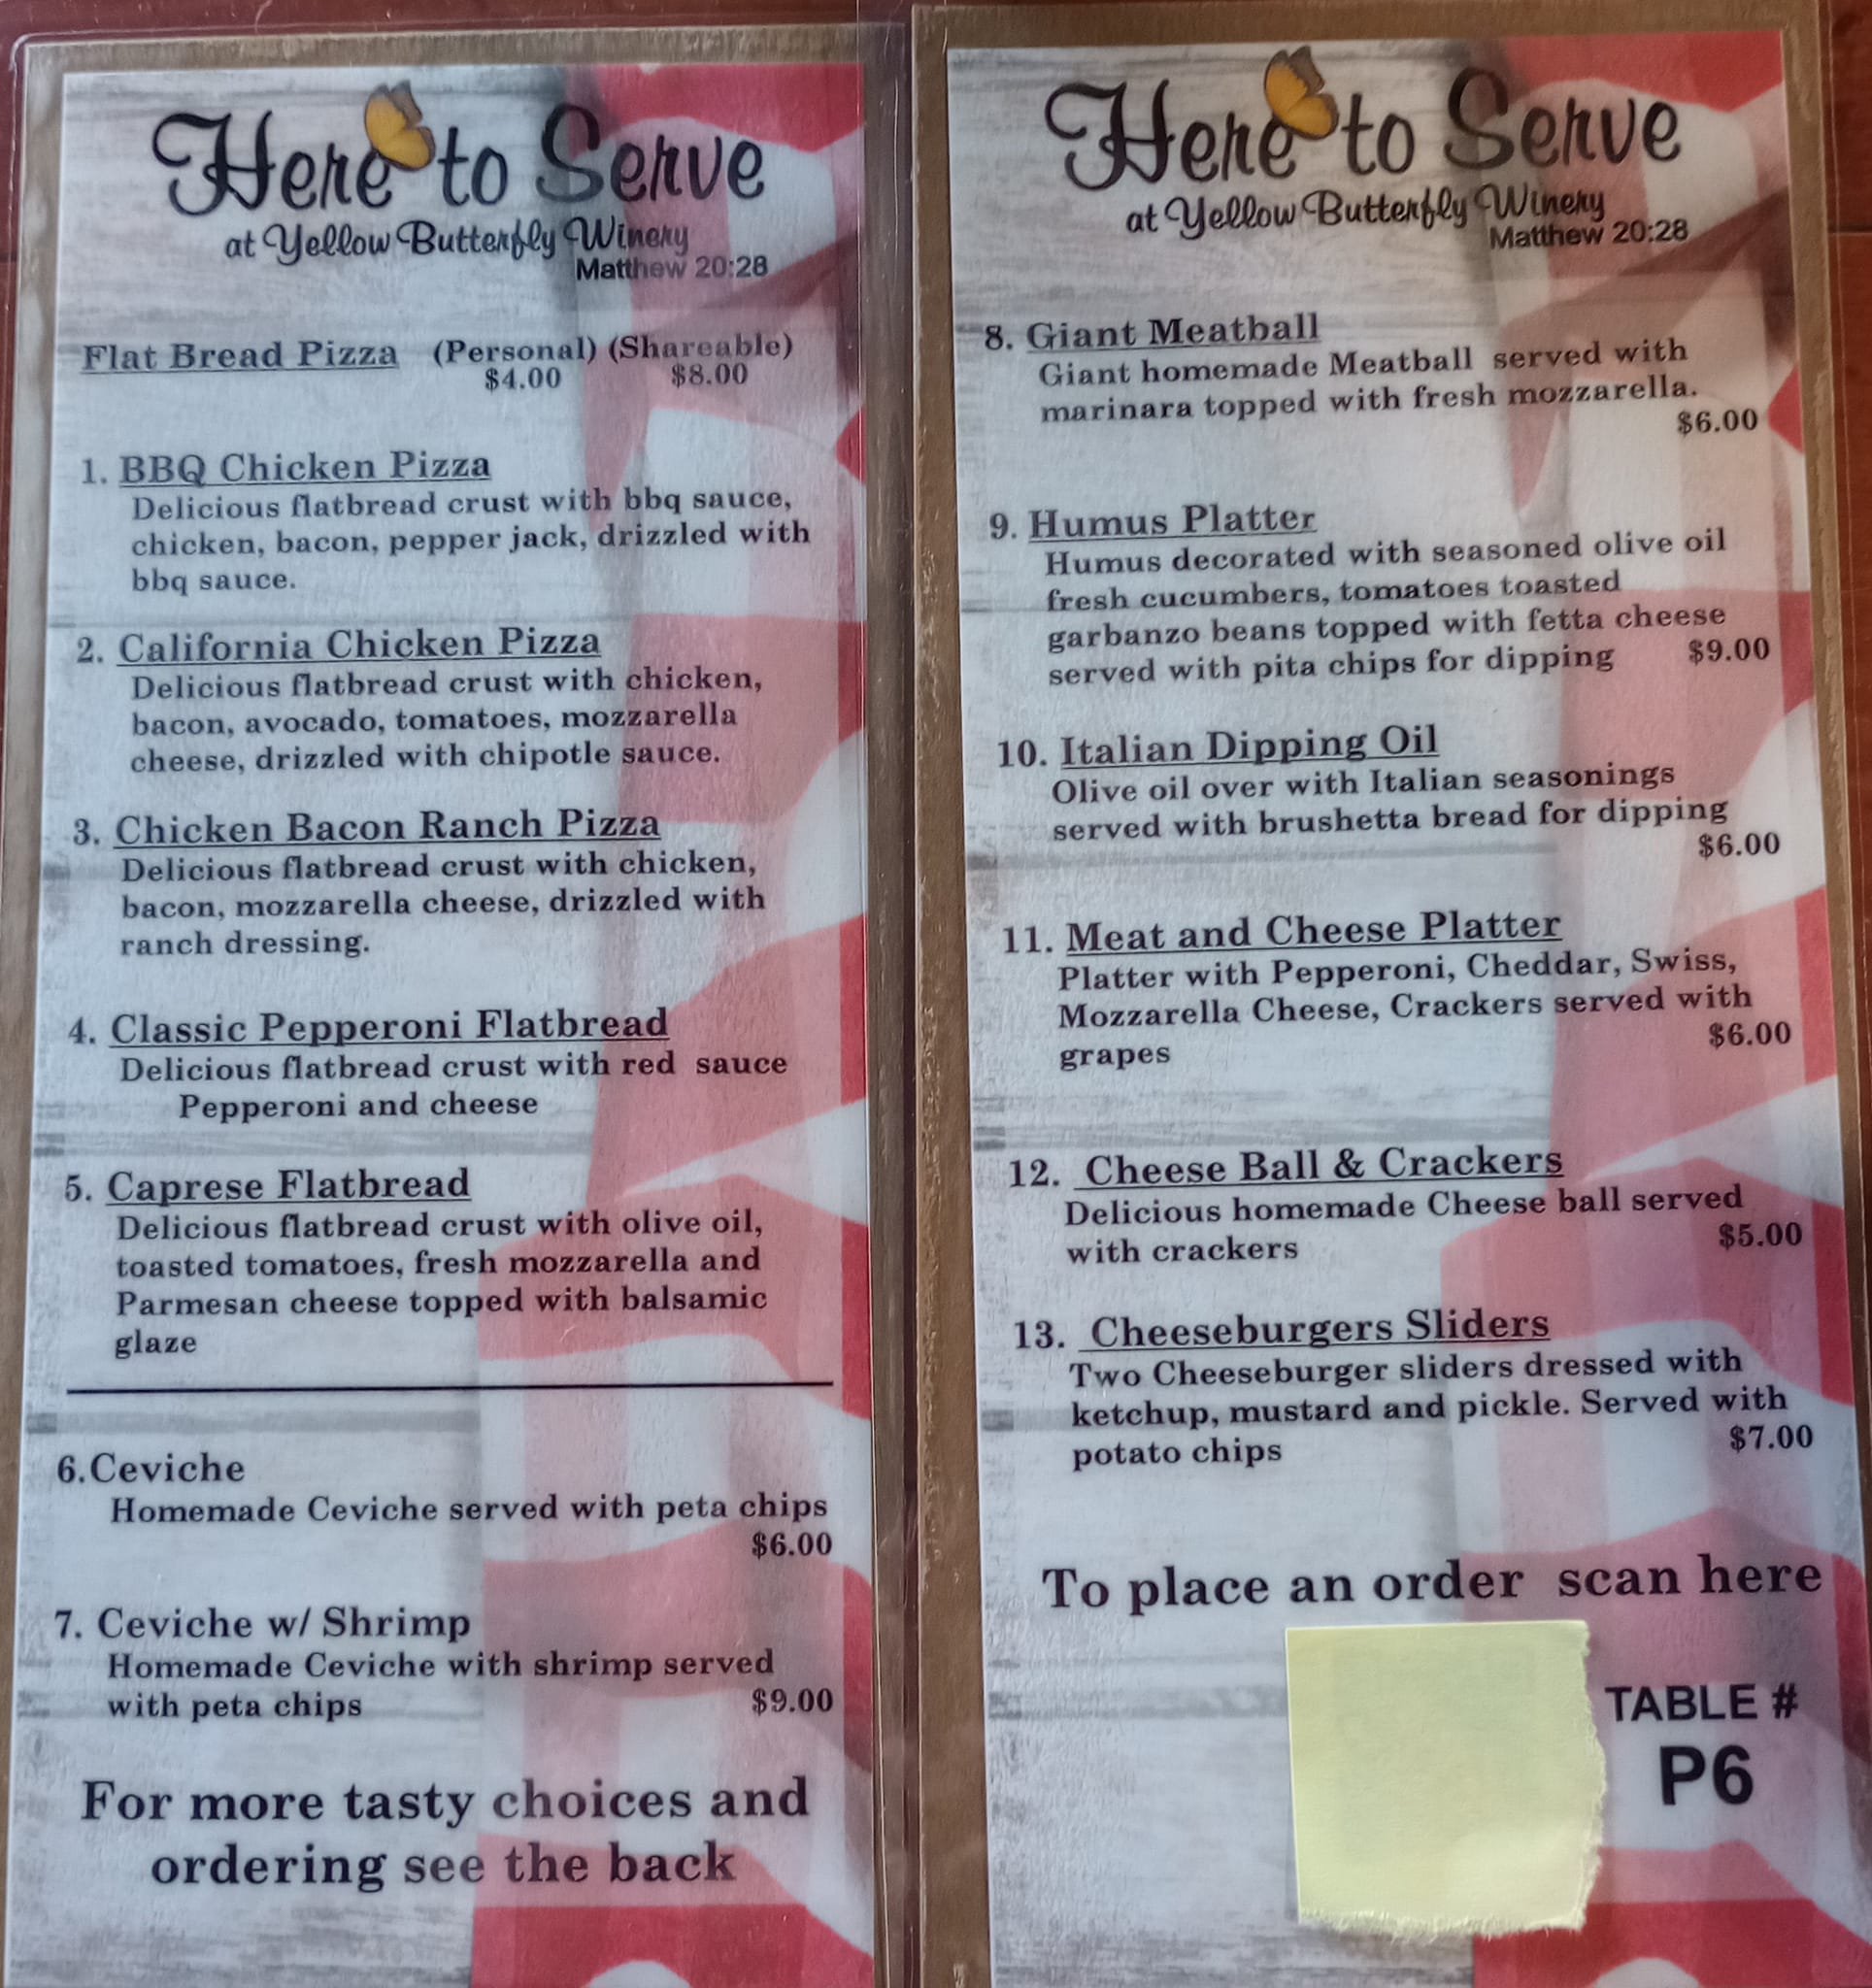 Here to Serve
at Yellow Butterfly Winery
Matthew 20:28
Flat Bread Pizza (Personal) (Shareable)
$4.00 $8.00
1. BBQ Chicken Pizza
Delicious flatbread crust with bbq sauce,
chicken, bacon, pepper jack, drizzled with
bbq sauce.
2. California Chicken Pizza
Delicious flatbread crust with chicken,
bacon, avocado, tomatoes, mozzarella
cheese, drizzled with chipotle sauce.
3. Chicken Bacon Ranch Pizza
Delicious flatbread crust with chicken,
bacon, mozzarella cheese, drizzled with
ranch dressing.
4. Classic Pepperoni Flatbread
Delicious flatbread crust with red sauce
Pepperoni and cheese
5. Caprese Flatbread
Delicious flatbread crust with olive oil,
toasted tomatoes, fresh mozzarella and
Parmesan cheese topped with balsamic
glaze
6.Ceviche
Homemade Ceviche served with peta chips
$6.00
7. Ceviche w/ Shrimp
Homemade Ceviche with shrimp served
with peta chips $9.00
For more tasty choices and
ordering see the back
Here to Serve
at Yellow Butterfly Winery
Matthew 20:28
8. Giant Meatball
Giant homemade Meatball served with
marinara topped with fresh mozzarella.
$6.00
9. Humus Platter
Humus decorated with seasoned olive oil
fresh cucumbers, tomatoes toasted
garbanzo beans topped with fetta cheese
served with pita chips for dipping $9.00
10. Italian Dipping Oil
Olive oil over with Italian seasonings
served with brushetta bread for dipping
$6.00
11. Meat and Cheese Platter
Platter with Pepperoni, Cheddar, Swiss,
Mozzarella Cheese, Crackers served with
grapes $6.00
12. Cheese Ball & Crackers
Delicious homemade Cheese ball served
with crackers $5.00
13. Cheeseburgers Sliders
Two Cheeseburger sliders dressed with
ketchup, mustard and pickle. Served with
potato chips $7.00
To place an order scan here
TABLE #
P6